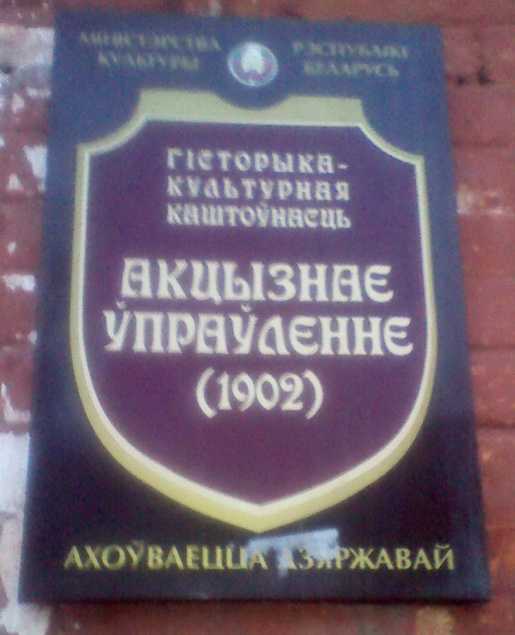 МІНІСТЭРСТВА РЭСПУБЛІКІ
КУЛЬТУРЫ БЕЛАРУСЬ
ГІСТОРЫКА-
КУЛЬТУРНАЯ
КАШТОЎНАСЦЬ
АКЦЫЗНАЕ
ЎПРАЎЛЕННЕ
(1902)
АХОЎВАЕЦЦА ДЗЯРЖАВАЙ